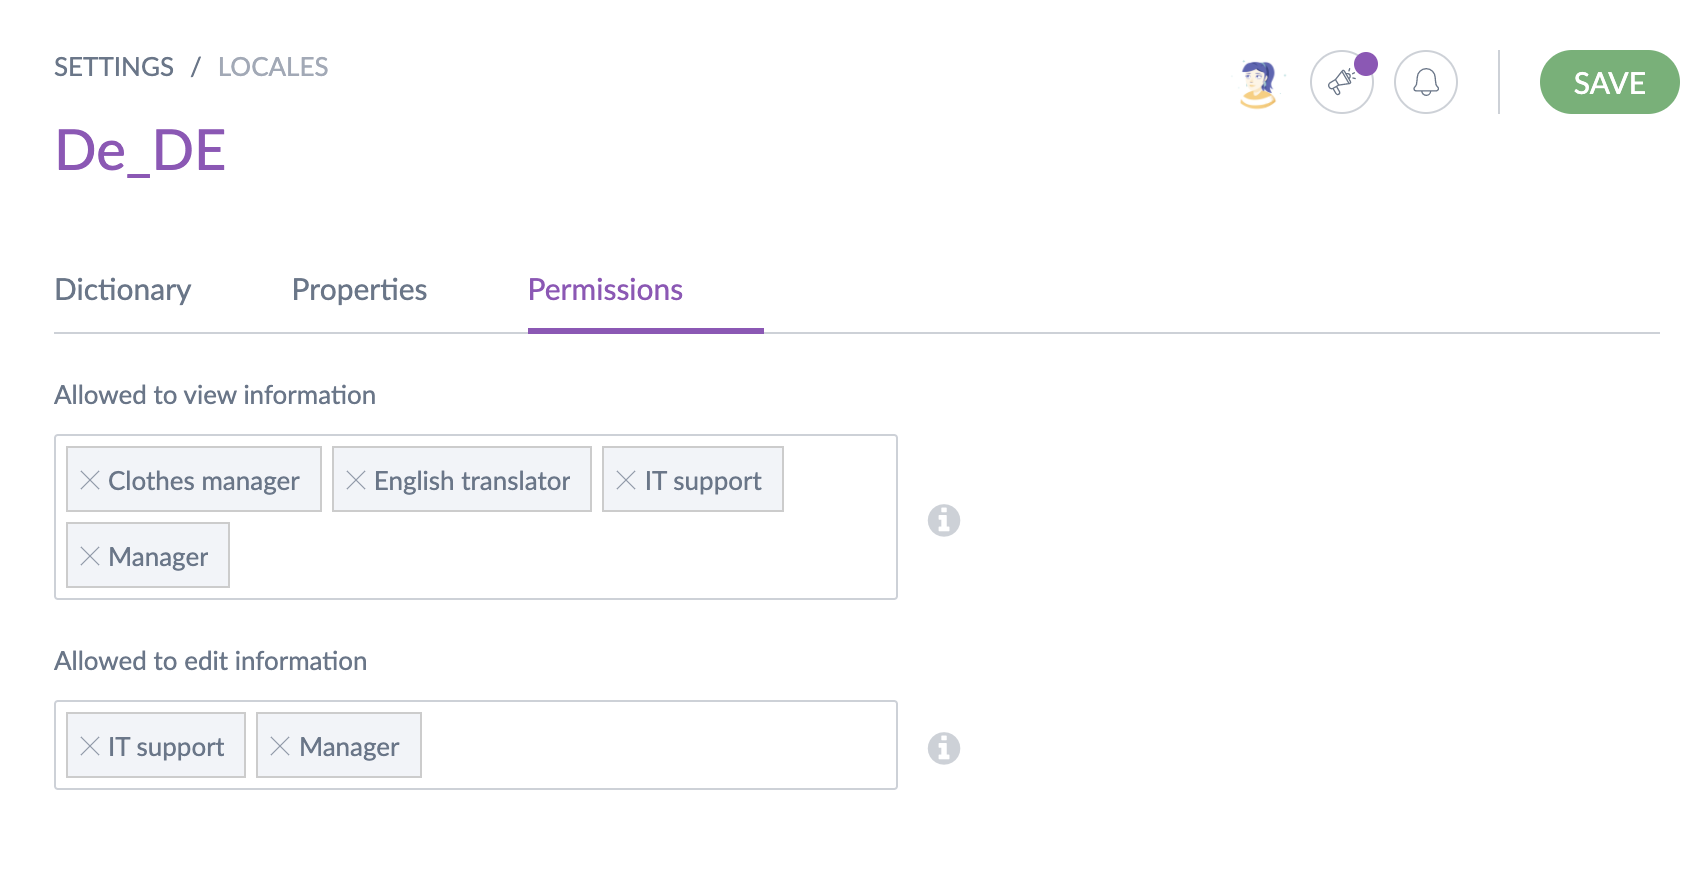 SETTINGS / LOCALES
SAVE
De_DE
Dictionary Properties Permissions
Allowed to view information
Clothes manager English translator IT support
Manager
Allowed to edit information
IT support Manager